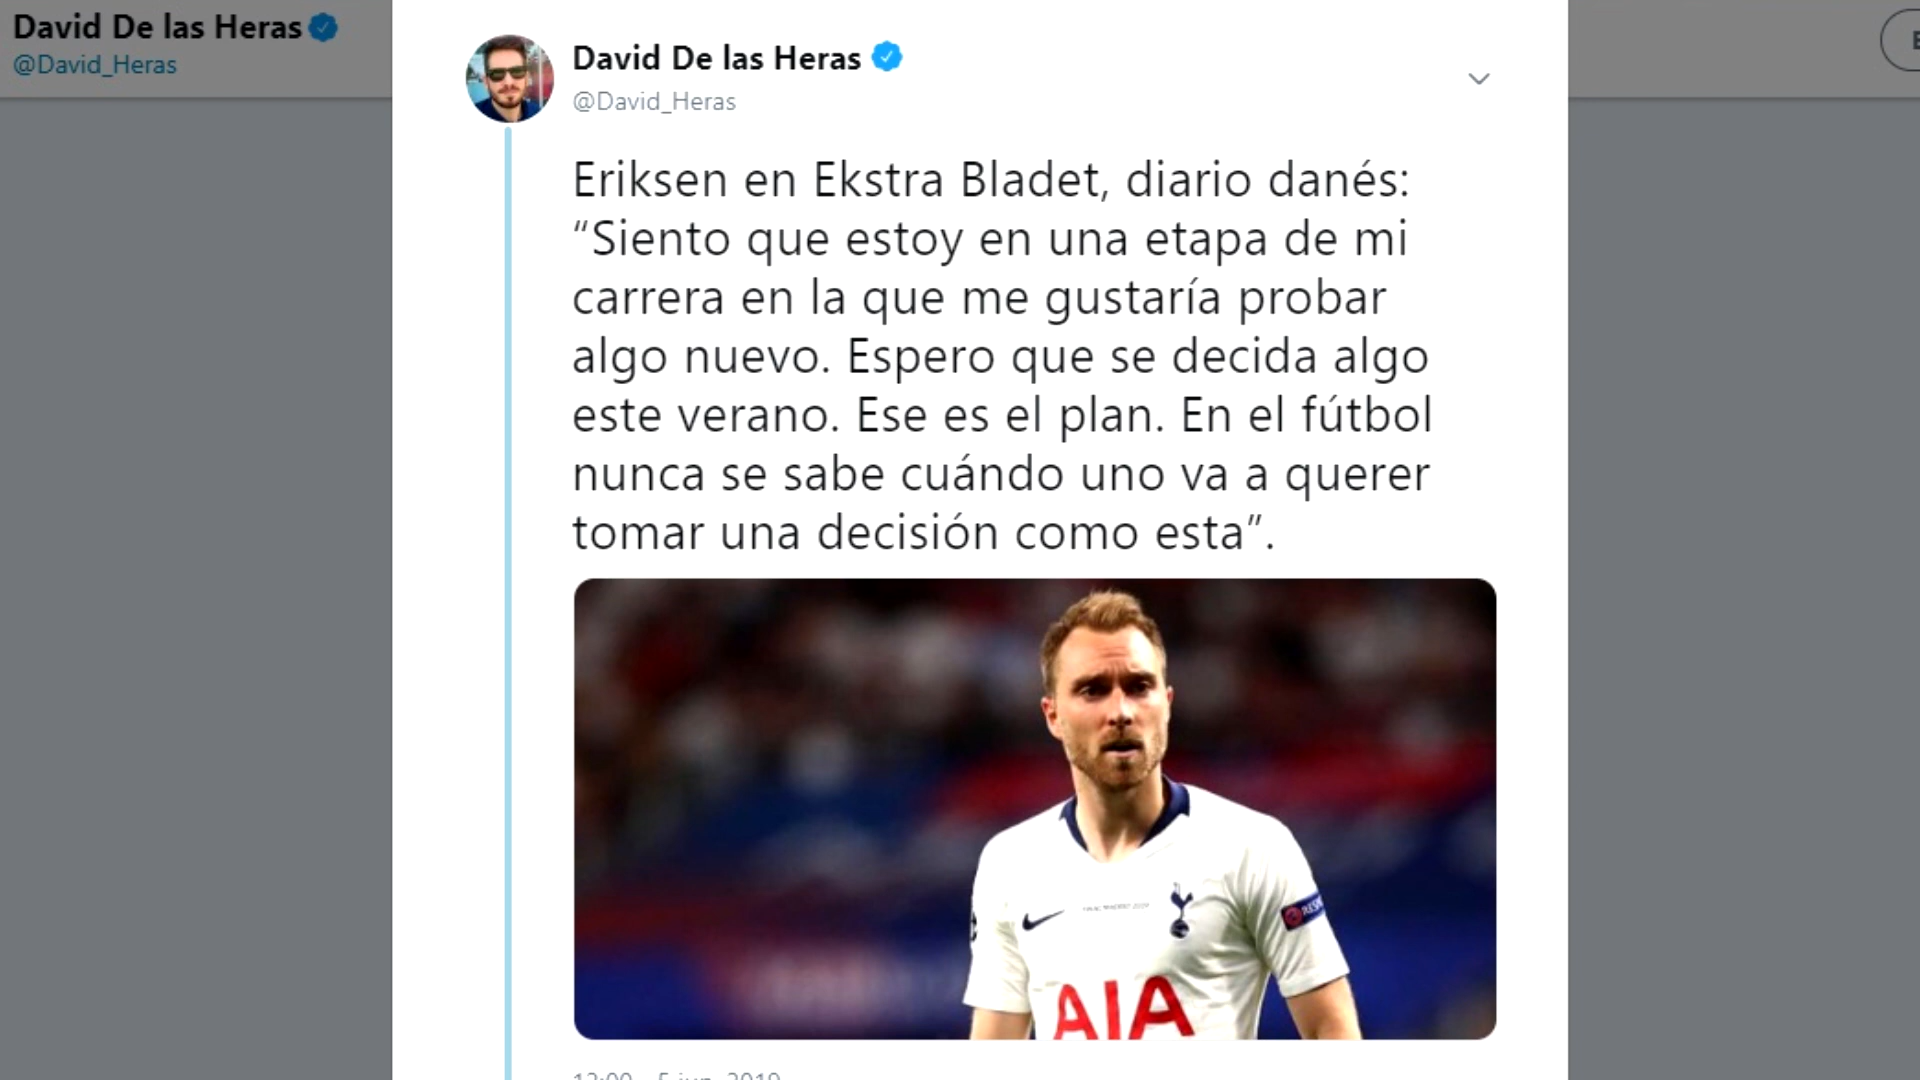 David De las Heras
@David_Heras
David De las Heras
@David_Heras
Eriksen en Ekstra Bladet, diario danés:
“Siento que estoy en una etapa de mi
carrera en la que me gustaría probar
algo nuevo. Espero que se decida algo
este verano. Ese es el plan. En el fútbol
nunca se sabe cuándo uno va a querer
tomar una decisión como esta”.
AIA